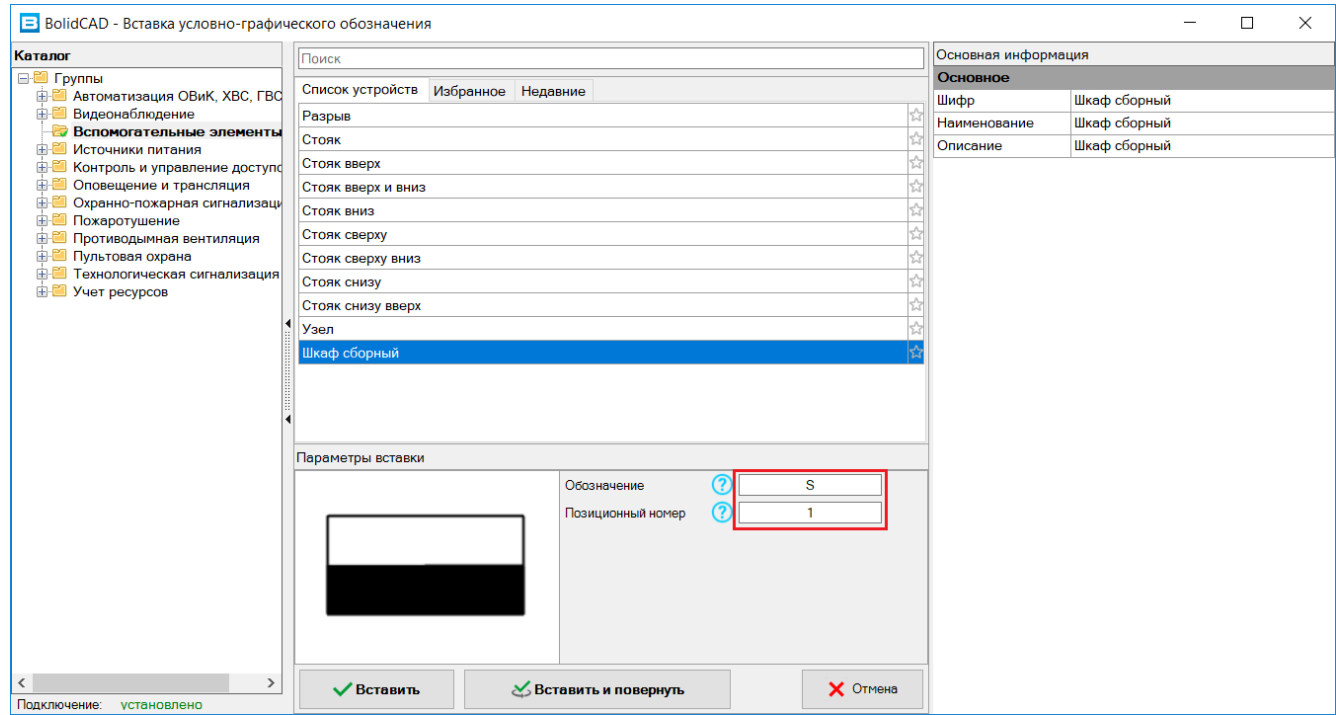 BolidCAD - Вставка условно-графического обозначения
Каталог
Группы
Автоматизация ОВиК, ХВС, ГВС
Видеонаблюдение
Вспомогательные элементы
Источники питания
Контроль и управление доступо
Оповещение и трансляция
Охранно-пожарная сигнализаци
Пожаротушение
Противодымная вентиляция
Пультовая охрана
Технологическая сигнализация
Учет ресурсов
Подключение: установлено
Поиск
Список устройств Избранное Недавние
Разрыв
Стояк
Стояк вверх
Стояк вверх и вниз
Стояк вниз
Стояк сверху
Стояк сверху вниз
Стояк снизу
Стояк снизу вверх
Узел
Шкаф сборный
Параметры вставки
Обозначение ? S
Позиционный номер ? 1
Вставить Вставить и повернуть Отмена
Основная информация
Основное
Шифр Шкаф сборный
Наименование Шкаф сборный
Описание Шкаф сборный